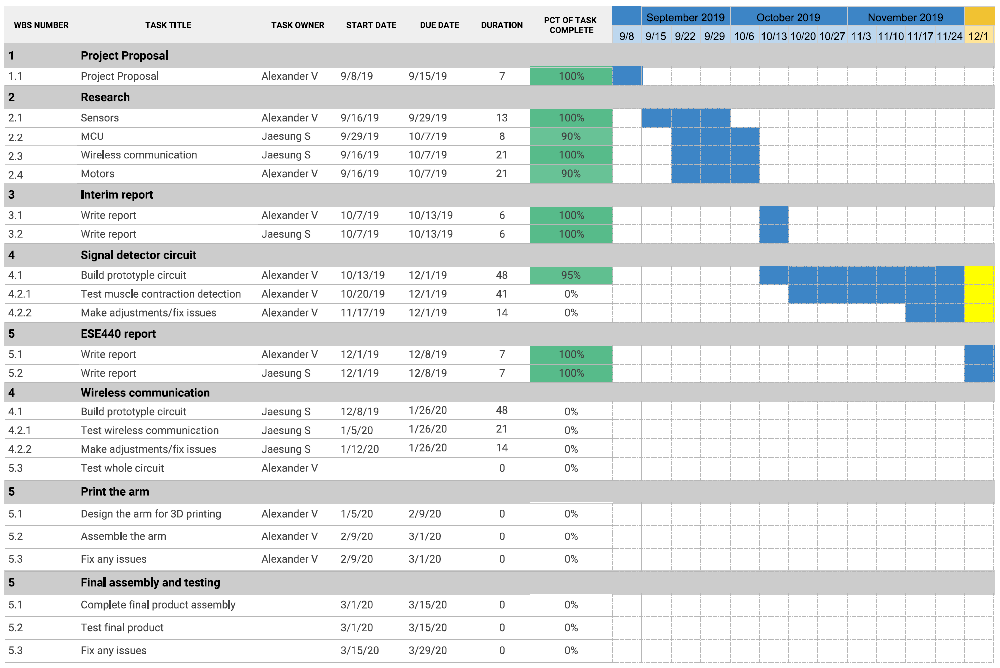 WBS NUMBER TASK TITLE TASK OWNER START DATE DUE DATE DURATION PCT OF TASK COMPLETE September 2019 October 2019 November 2019
9/8 9/15 9/22 9/29 10/6 10/13 10/20 10/27 11/3 11/10 11/17 11/24 12/1
1 Project Proposal
1.1 Project Proposal Alexander V 9/8/19 9/15/19 7 100%
2 Research
2.1 Sensors Alexander V 9/16/19 9/29/19 13 100%
2.2 MCU Jaesung S 9/29/19 10/7/19 8 90%
2.3 Wireless communication Jaesung S 9/16/19 10/7/19 21 100%
2.4 Motors Alexander V 9/16/19 10/7/19 21 90%
3 Interim report
3.1 Write report Alexander V 10/7/19 10/13/19 6 100%
3.2 Write report Jaesung S 10/7/19 10/13/19 6 100%
4 Signal detector circuit
4.1 Build prototyple circuit Alexander V 10/13/19 12/1/19 48 95%
4.2.1 Test muscle contraction detection Alexander V 10/20/19 12/1/19 41 0%
4.2.2 Make adjustments/fix issues Alexander V 11/17/19 12/1/19 14 0%
5 ESE440 report
5.1 Write report Alexander V 12/1/19 12/8/19 7 100%
5.2 Write report Jaesung S 12/1/19 12/8/19 7 100%
4 Wireless communication
4.1 Build prototyple circuit Jaesung S 12/8/19 1/26/20 48 0%
4.2.1 Test wireless communication Jaesung S 1/5/20 1/26/20 21 0%
4.2.2 Make adjustments/fix issues Jaesung S 1/12/20 1/26/20 14 0%
5.3 Test whole circuit Alexander V 0 0%
5 Print the arm
5.1 Design the arm for 3D printing Alexander V 1/5/20 2/9/20 0 0%
5.2 Assemble the arm Alexander V 2/9/20 3/1/20 0 0%
5.3 Fix any issues Alexander V 2/9/20 3/1/20 0 0%
5 Final assembly and testing
5.1 Complete final product assembly 3/1/20 3/15/20 0 0%
5.2 Test final product 3/1/20 3/15/20 0 0%
5.3 Fix any issues 3/15/20 3/29/20 0 0%